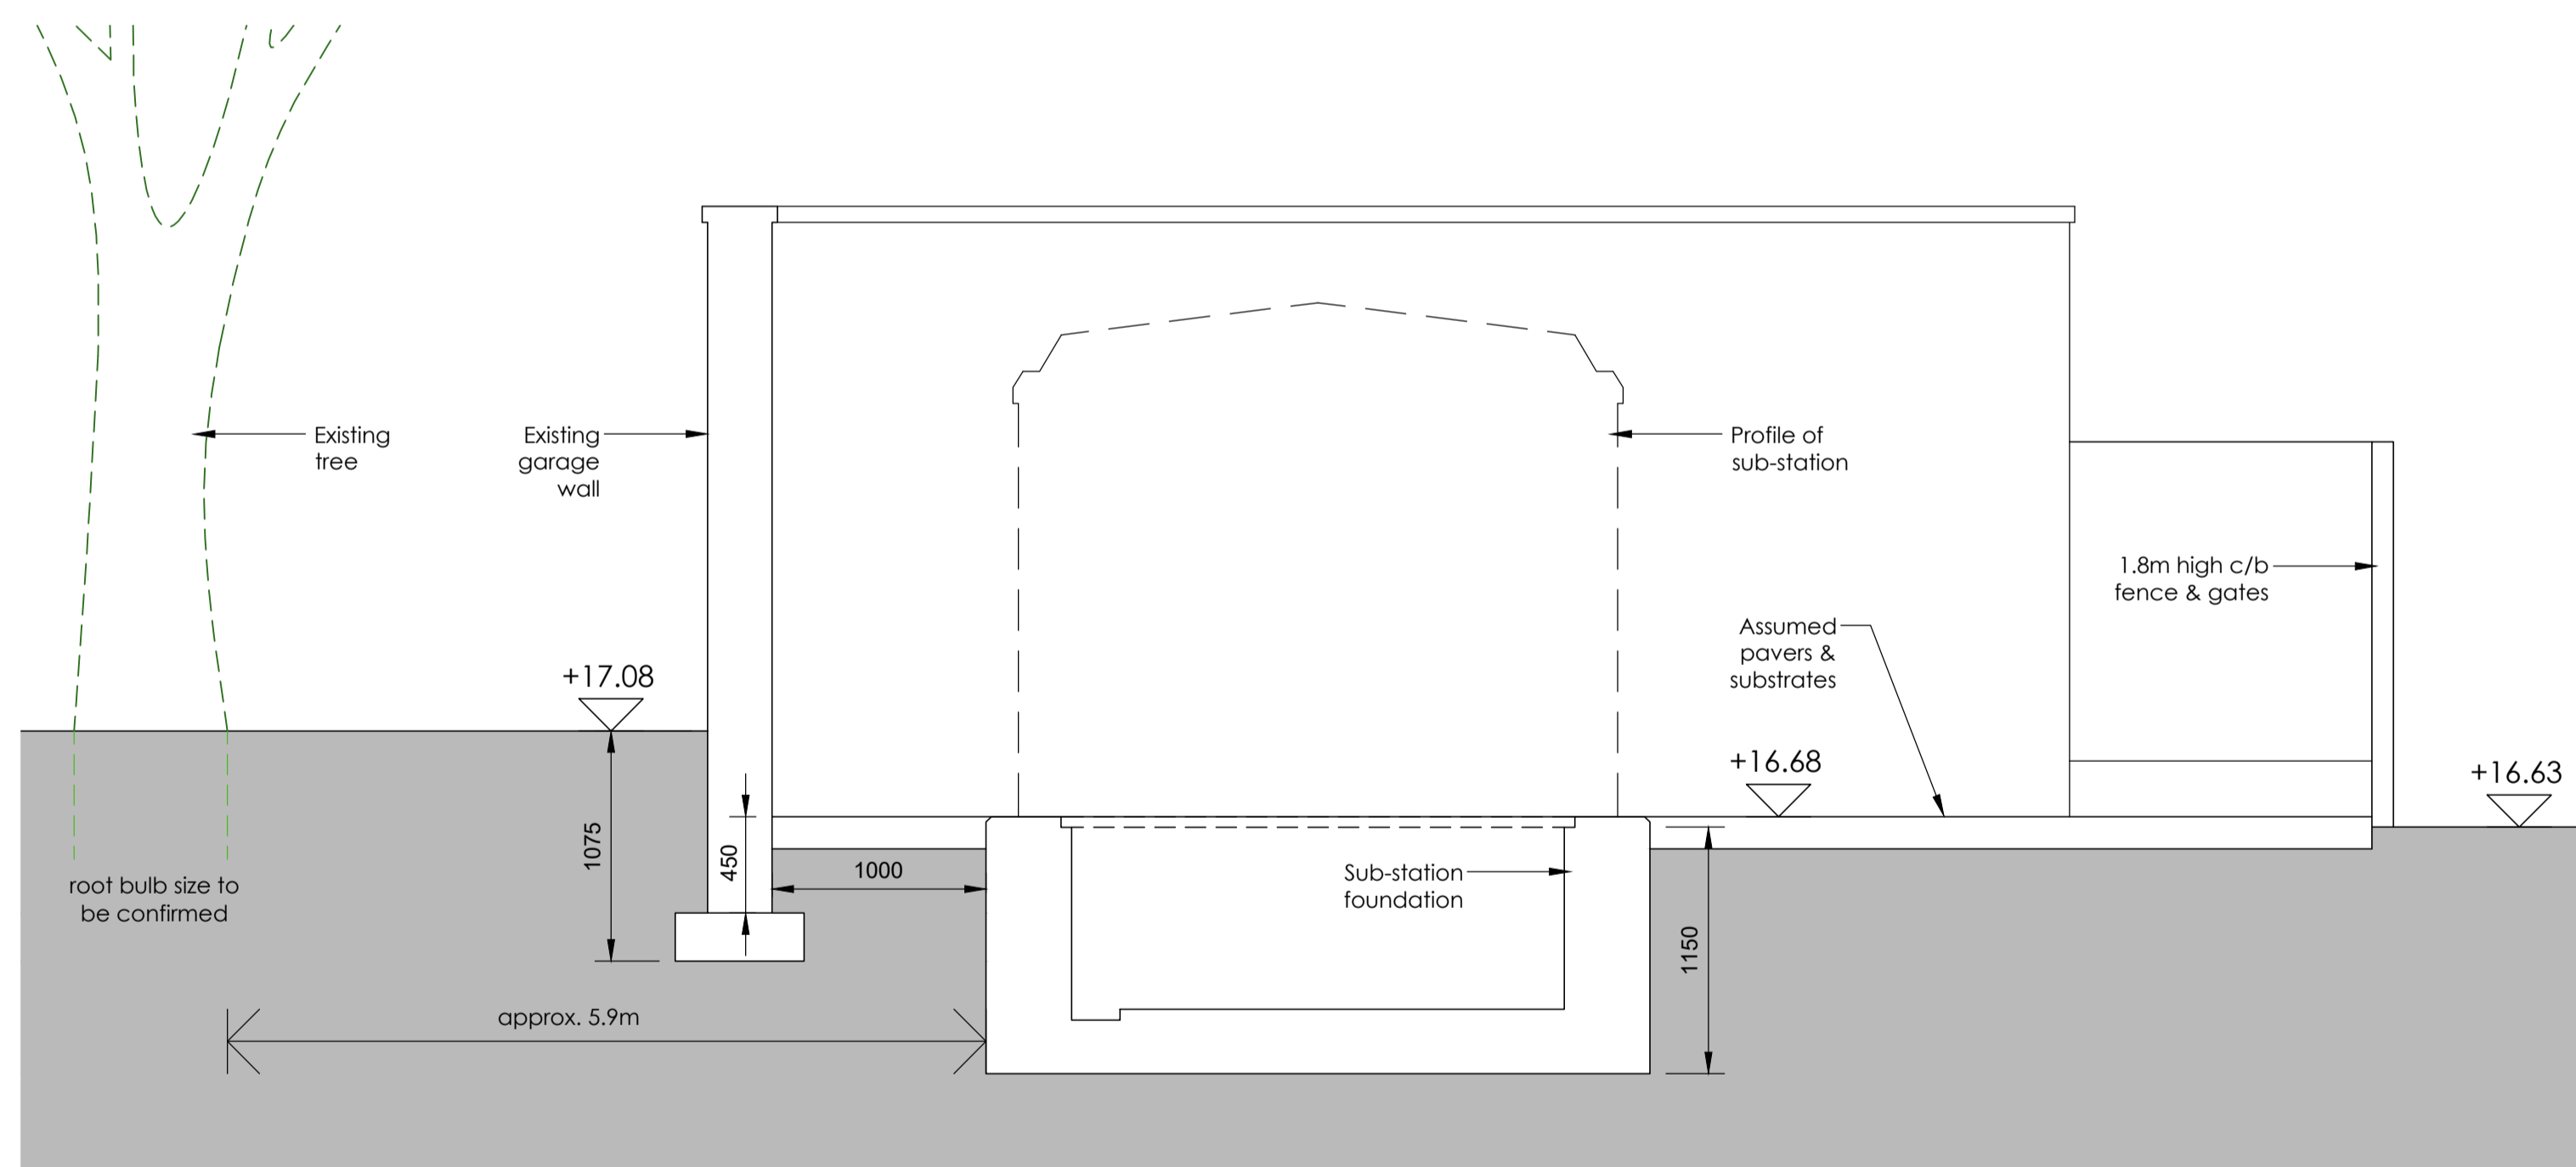 Existing
tree
Existing
garage
wall
Profile of
sub-station
1.8m high c/b
fence & gates
Assumed
pavers &
substrates
+17.08
+16.68
+16.63
1075
450
1000
Sub-station
foundation
1150
root bulb size to
be confirmed
approx. 5.9m